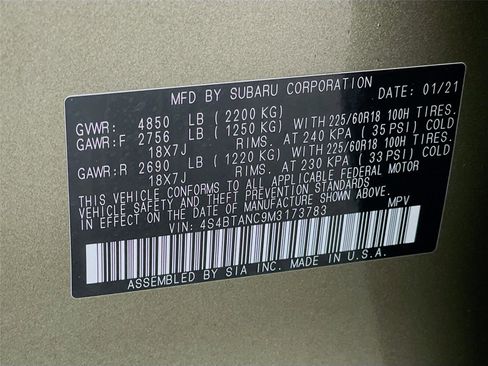 MFD BY SUBARU CORPORATION DATE: 01/21
GVWR: 4850 LB (2200 KG)
GAWR:F 2756 LB (1250 KG) WITH 225/60R18 100H TIRES.
18X7J RIMS. AT 240 KPA (35 PSI) COLD
GAWR:R 2690 LB (1220 KG) WITH 225/60R18 100H TIRES.
18X7J RIMS. AT 230 KPA (33 PSI) COLD
THIS VEHICLE CONFORMS TO ALL APPLICABLE FEDERAL MOTOR
VEHICLE SAFETY AND THEFT PREVENTION STANDARDS
IN EFFECT ON THE DATE OF MANUFACTURE SHOWN ABOVE.
VIN: 4S4BTANC9M3173783 MPV
ASSEMBLED BY SIA INC. MADE IN U.S.A.